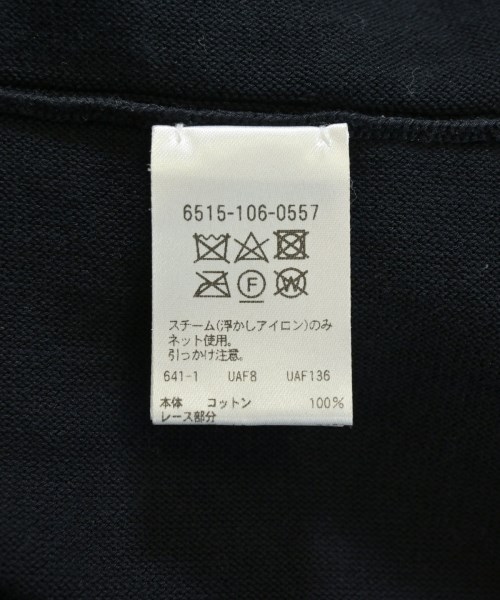 6515-106-0557
F W
スチーム(浮かしアイロン)のみ
ネット使用。
引っかけ注意。
641-1 UAF8 UAF136
本体 コットン 100%
レース部分